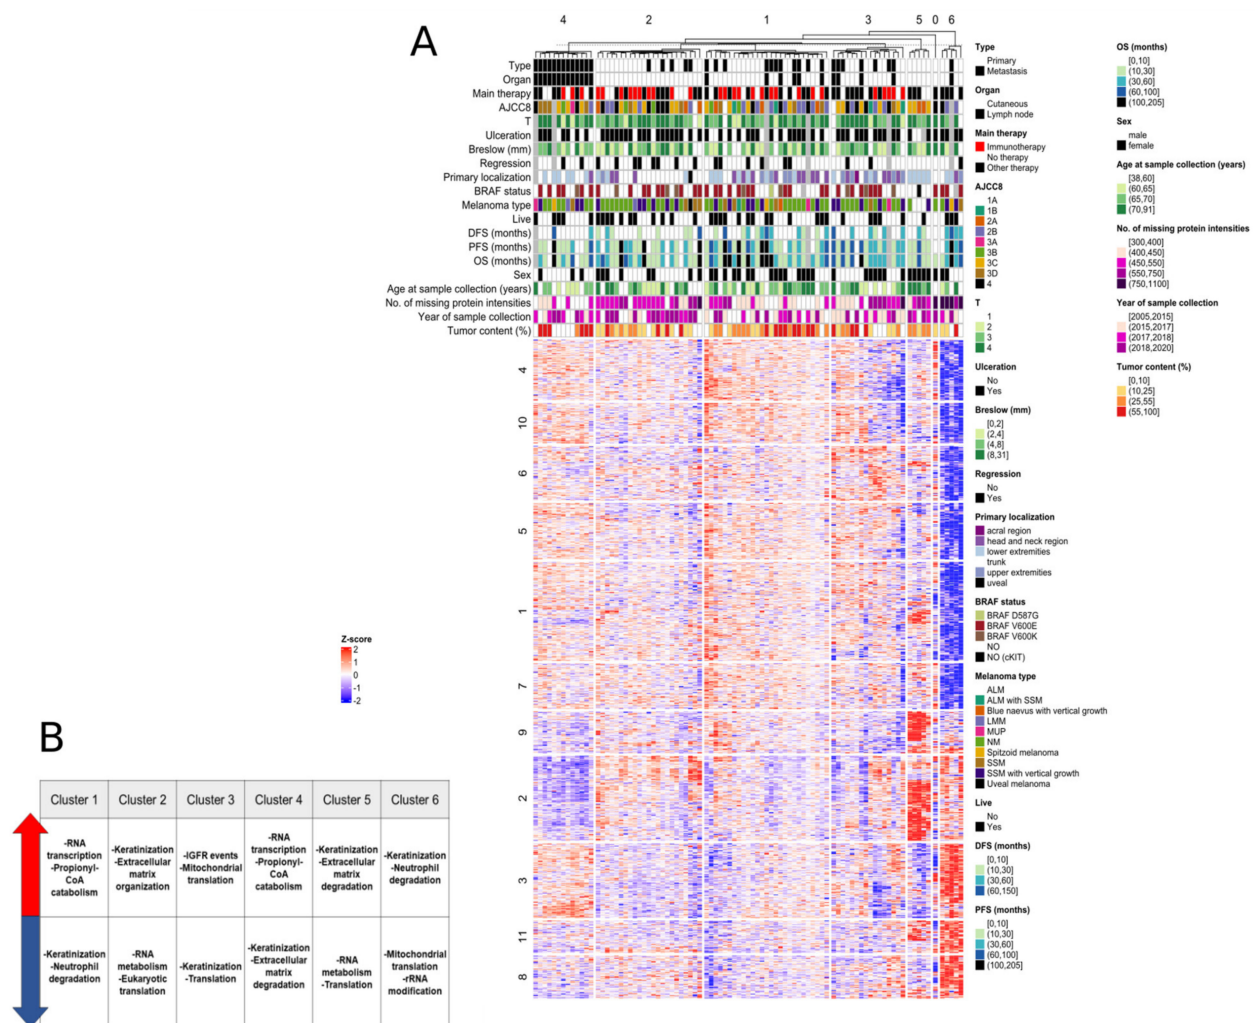 A
4 2 1 3 5 0 6
Type
Organ
Main therapy
AJCC8
T
Ulceration
Breslow (mm)
Regression
Primary localization
BRAF status
Melanoma type
Live
DFS (months)
PFS (months)
OS (months)
Sex
Age at sample collection (years)
No. of missing protein intensities
Year of sample collection
Tumor content (%)
4
10
6
5
1
7
9
2
3
11
8
Z-score
2
1
0
-1
-2
Type
Primary
Metastasis
Organ
Cutaneous
Lymph node
Main therapy
Immunotherapy
No therapy
Other therapy
AJCC8
1A
1B
2A
2B
3A
3B
3C
3D
4
T
1
2
3
4
Ulceration
No
Yes
Breslow (mm)
[0,2]
(2,4]
(4,8]
(8,31]
Regression
No
Yes
Primary localization
acral region
head and neck region
lower extremities
trunk
upper extremities
uveal
BRAF status
BRAF D587G
BRAF V600E
BRAF V600K
NO
NO (cKIT)
Melanoma type
ALM
ALM with SSM
Blue naevus with vertical growth
LMM
MUP
NM
Spitzoid melanoma
SSM
SSM with vertical growth
Uveal melanoma
Live
No
Yes
DFS (months)
[0,10]
(10,30]
(30,60]
(60,150]
PFS (months)
[0,10]
(10,30]
(30,60]
(60,100]
(100,205]
OS (months)
[0,10]
(10,30]
(30,60]
(60,100]
(100,205]
Sex
male
female
Age at sample collection (years)
[38,60]
(60,65]
(65,70]
(70,91]
No. of missing protein intensities
[300,400]
(400,450]
(450,550]
(550,750]
(750,1100]
Year of sample collection
[2005,2015]
(2015,2017]
(2017,2018]
(2018,2020]
Tumor content (%)
[0,10]
(10,25]
(25,55]
(55,100]
B
Cluster 1 Cluster 2 Cluster 3 Cluster 4 Cluster 5 Cluster 6
-RNA
transcription
-Propionyl-
CoA
catabolism
-Keratinization
-Extracellular
matrix
organization
-IGFR events
-Mitochondrial
translation
-RNA
transcription
-Propionyl-
CoA
catabolism
-Keratinization
-Extracellular
matrix
degradation
-Keratinization
-Neutrophil
degradation
-Keratinization
-Neutrophil
degradation
-RNA
metabolism
-Eukaryotic
translation
-Keratinization
-Translation
-Keratinization
-Extracellular
matrix
degradation
-RNA
metabolism
-Translation
-Mitochondrial
translation
-rRNA
modification